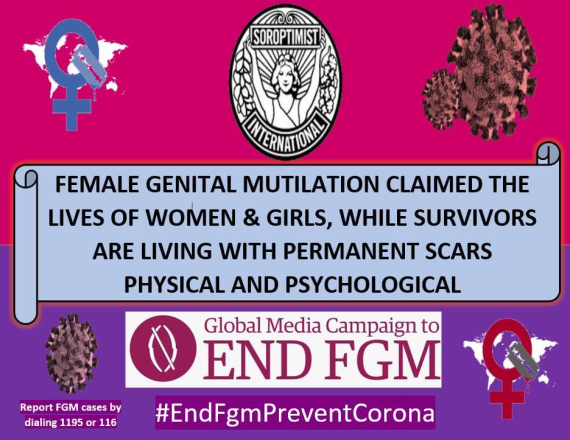 SOROPTIMIST
INTERNATIONAL
FEMALE GENITAL MUTILATION CLAIMED THE
LIVES OF WOMEN & GIRLS, WHILE SURVIVORS
ARE LIVING WITH PERMANENT SCARS
PHYSICAL AND PSYCHOLOGICAL
Global Media Campaign to
END FGM
Report FGM cases by
dialing 1195 or 116
#EndFgmPreventCorona